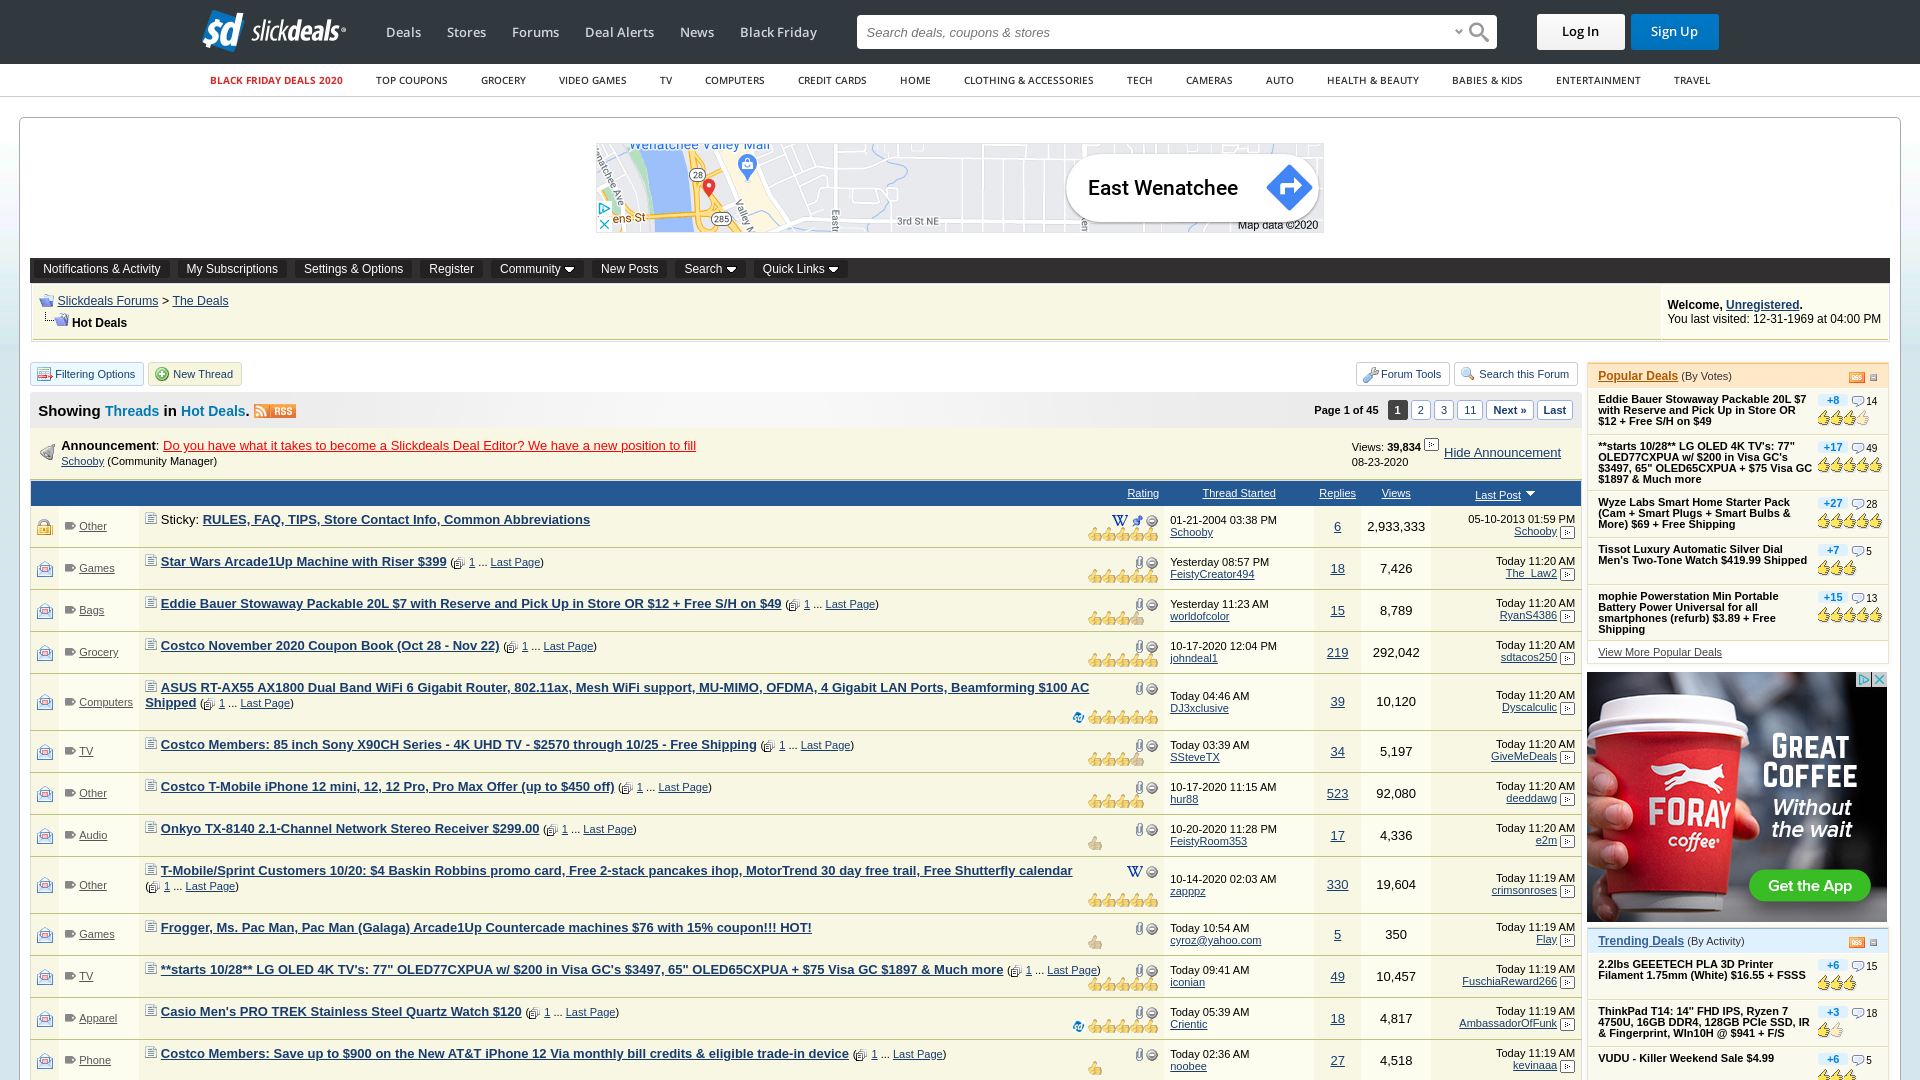 sd slickdeals
Deals Stores Forums Deal Alerts News Black Friday
Search deals, coupons & stores
Log In
Sign Up
BLACK FRIDAY DEALS 2020 TOP COUPONS GROCERY VIDEO GAMES TV COMPUTERS CREDIT CARDS HOME CLOTHING & ACCESSORIES TECH CAMERAS AUTO HEALTH & BEAUTY BABIES & KIDS ENTERTAINMENT TRAVEL
Wenatchee Valley Mall
28
285
Valley M
ens St
3rd St NE
East Wenatchee
Map data ©2020
Notifications & Activity My Subscriptions Settings & Options Register Community New Posts Search Quick Links
Slickdeals Forums > The Deals
Hot Deals
Welcome, Unregistered.
You last visited: 12-31-1969 at 04:00 PM
Filtering Options New Thread
Forum Tools Search this Forum
Showing Threads in Hot Deals. RSS
Page 1 of 45 1 2 3 11 Next » Last
Announcement: Do you have what it takes to become a Slickdeals Deal Editor? We have a new position to fill
Schooby (Community Manager)
Views: 39,834
08-23-2020
Hide Announcement
Rating Thread Started Replies Views Last Post
Other Sticky: RULES, FAQ, TIPS, Store Contact Info, Common Abbreviations W 01-21-2004 03:38 PM Schooby 6 2,933,333 05-10-2013 01:59 PM Schooby
Games Star Wars Arcade1Up Machine with Riser $399 ( 1 ... Last Page) Yesterday 08:57 PM FeistyCreator494 18 7,426 Today 11:20 AM The_Law2
Bags Eddie Bauer Stowaway Packable 20L $7 with Reserve and Pick Up in Store OR $12 + Free S/H on $49 ( 1 ... Last Page) Yesterday 11:23 AM worldofcolor 15 8,789 Today 11:20 AM RyanS4386
Grocery Costco November 2020 Coupon Book (Oct 28 - Nov 22) ( 1 ... Last Page) 10-17-2020 12:04 PM johndeal1 219 292,042 Today 11:20 AM sdtacos250
Computers ASUS RT-AX55 AX1800 Dual Band WiFi 6 Gigabit Router, 802.11ax, Mesh WiFi support, MU-MIMO, OFDMA, 4 Gigabit LAN Ports, Beamforming $100 AC
Shipped ( 1 ... Last Page) Today 04:46 AM DJ3xclusive 39 10,120 Today 11:20 AM Dyscalculic
TV Costco Members: 85 inch Sony X90CH Series - 4K UHD TV - $2570 through 10/25 - Free Shipping ( 1 ... Last Page) Today 03:39 AM SSteveTX 34 5,197 Today 11:20 AM GiveMeDeals
Other Costco T-Mobile iPhone 12 mini, 12, 12 Pro, Pro Max Offer (up to $450 off) ( 1 ... Last Page) 10-17-2020 11:15 AM hur88 523 92,080 Today 11:20 AM deeddawg
Audio Onkyo TX-8140 2.1-Channel Network Stereo Receiver $299.00 ( 1 ... Last Page) 10-20-2020 11:28 PM FeistyRoom353 17 4,336 Today 11:20 AM e2m
Other T-Mobile/Sprint Customers 10/20: $4 Baskin Robbins promo card, Free 2-stack pancakes ihop, MotorTrend 30 day free trail, Free Shutterfly calendar
( 1 ... Last Page) W 10-14-2020 02:03 AM zapppz 330 19,604 Today 11:19 AM crimsonroses
Games Frogger, Ms. Pac Man, Pac Man (Galaga) Arcade1Up Countercade machines $76 with 15% coupon!!! HOT! Today 10:54 AM cyroz@yahoo.com 5 350 Today 11:19 AM Flay
TV **starts 10/28** LG OLED 4K TV's: 77" OLED77CXPUA w/ $200 in Visa GC's $3497, 65" OLED65CXPUA + $75 Visa GC $1897 & Much more ( 1 ... Last Page) Today 09:41 AM iconian 49 10,457 Today 11:19 AM FuschiaReward266
Apparel Casio Men's PRO TREK Stainless Steel Quartz Watch $120 ( 1 ... Last Page) Today 05:39 AM Crientic 18 4,817 Today 11:19 AM AmbassadorOfFunk
Phone Costco Members: Save up to $900 on the New AT&T iPhone 12 Via monthly bill credits & eligible trade-in device ( 1 ... Last Page) Today 02:36 AM noobee 27 4,518 Today 11:19 AM kevinaaa
Popular Deals (By Votes) RSS
Eddie Bauer Stowaway Packable 20L $7 +8 14
with Reserve and Pick Up in Store OR
$12 + Free S/H on $49
**starts 10/28** LG OLED 4K TV's: 77" +17 49
OLED77CXPUA w/ $200 in Visa GC's
$3497, 65" OLED65CXPUA + $75 Visa GC
$1897 & Much more
Wyze Labs Smart Home Starter Pack +27 28
(Cam + Smart Plugs + Smart Bulbs &
More) $69 + Free Shipping
Tissot Luxury Automatic Silver Dial +7 5
Men's Two-Tone Watch $419.99 Shipped
mophie Powerstation Min Portable +15 13
Battery Power Universal for all
smartphones (refurb) $3.89 + Free
Shipping
View More Popular Deals
GREAT
COFFEE
Without
the wait
FORAY
coffee
Get the App
Trending Deals (By Activity) RSS
2.2lbs GEEETECH PLA 3D Printer +6 15
Filament 1.75mm (White) $16.55 + FSSS
ThinkPad T14: 14" FHD IPS, Ryzen 7 +3 18
4750U, 16GB DDR4, 128GB PCIe SSD, IR
& Fingerprint, WIn10H @ $941 + F/S
VUDU - Killer Weekend Sale $4.99 +6 5